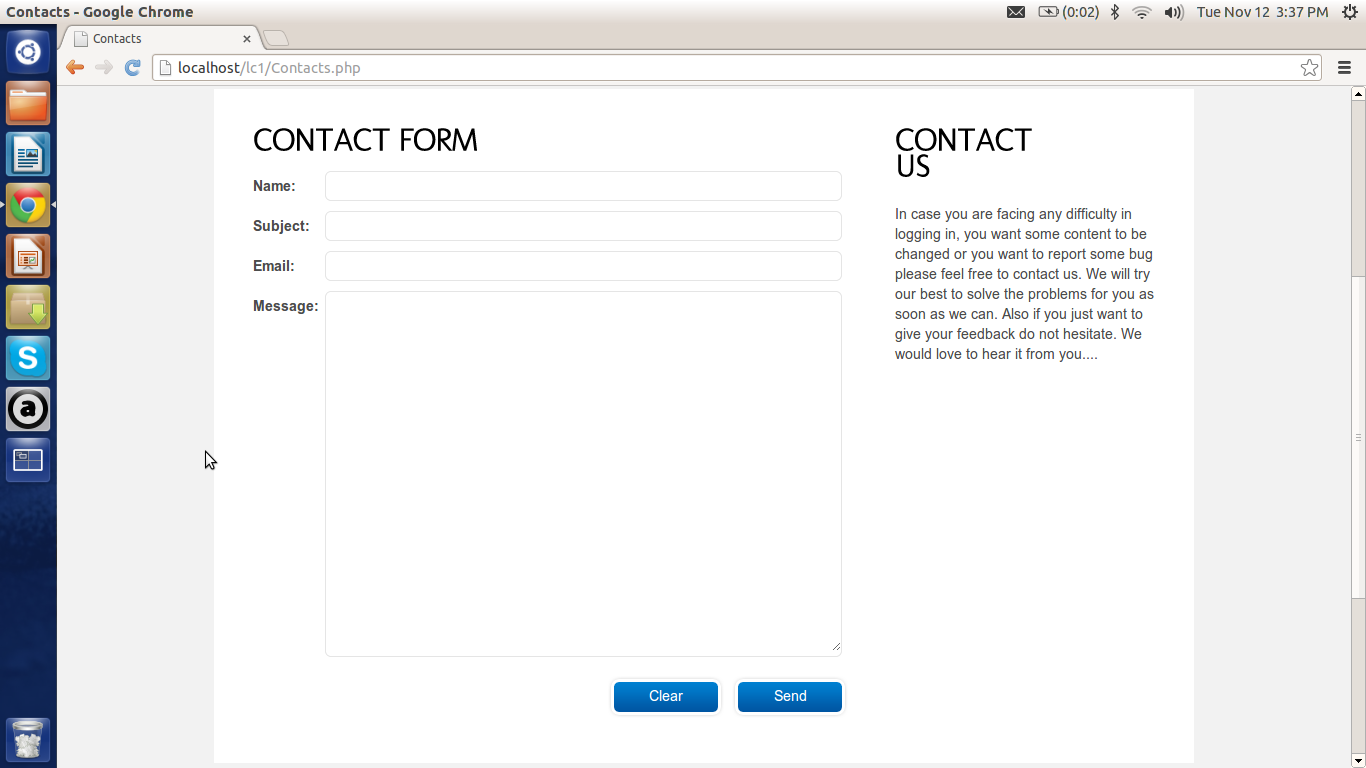 Contacts - Google Chrome
(0:02)
Tue Nov 12 3:37 PM
Contacts
localhost/lc1/Contacts.php
CONTACT FORM
Name:
Subject:
Email:
Message:
Clear
Send
CONTACT
US
In case you are facing any difficulty in
logging in, you want some content to be
changed or you want to report some bug
please feel free to contact us. We will try
our best to solve the problems for you as
soon as we can. Also if you just want to
give your feedback do not hesitate. We
would love to hear it from you....
S
a